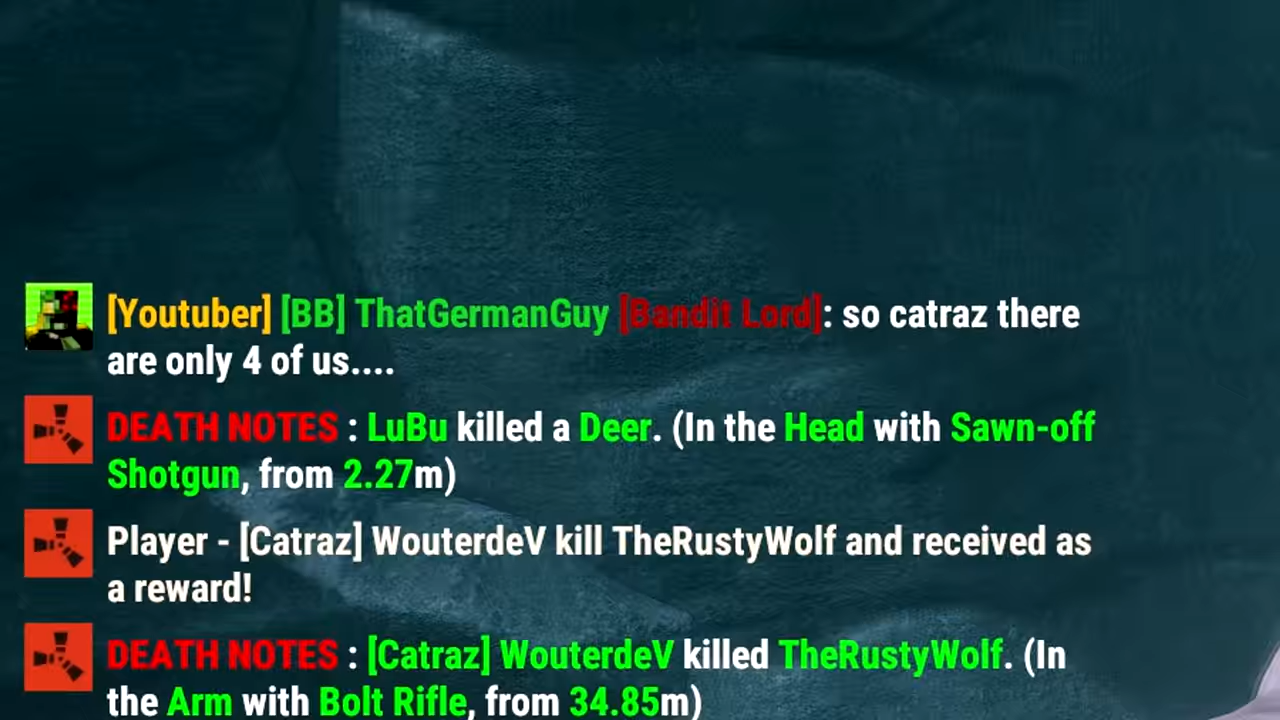 [Youtuber] [BB] ThatGermanGuy [Bandit Lord]: so catraz there
are only 4 of us....
DEATH NOTES : LuBu killed a Deer. (In the Head with Sawn-off
Shotgun, from 2.27m)
Player - [Catraz] WouterdeV kill TheRustyWolf and received as
a reward!
DEATH NOTES : [Catraz] WouterdeV killed TheRustyWolf. (In
the Arm with Bolt Rifle, from 34.85m)